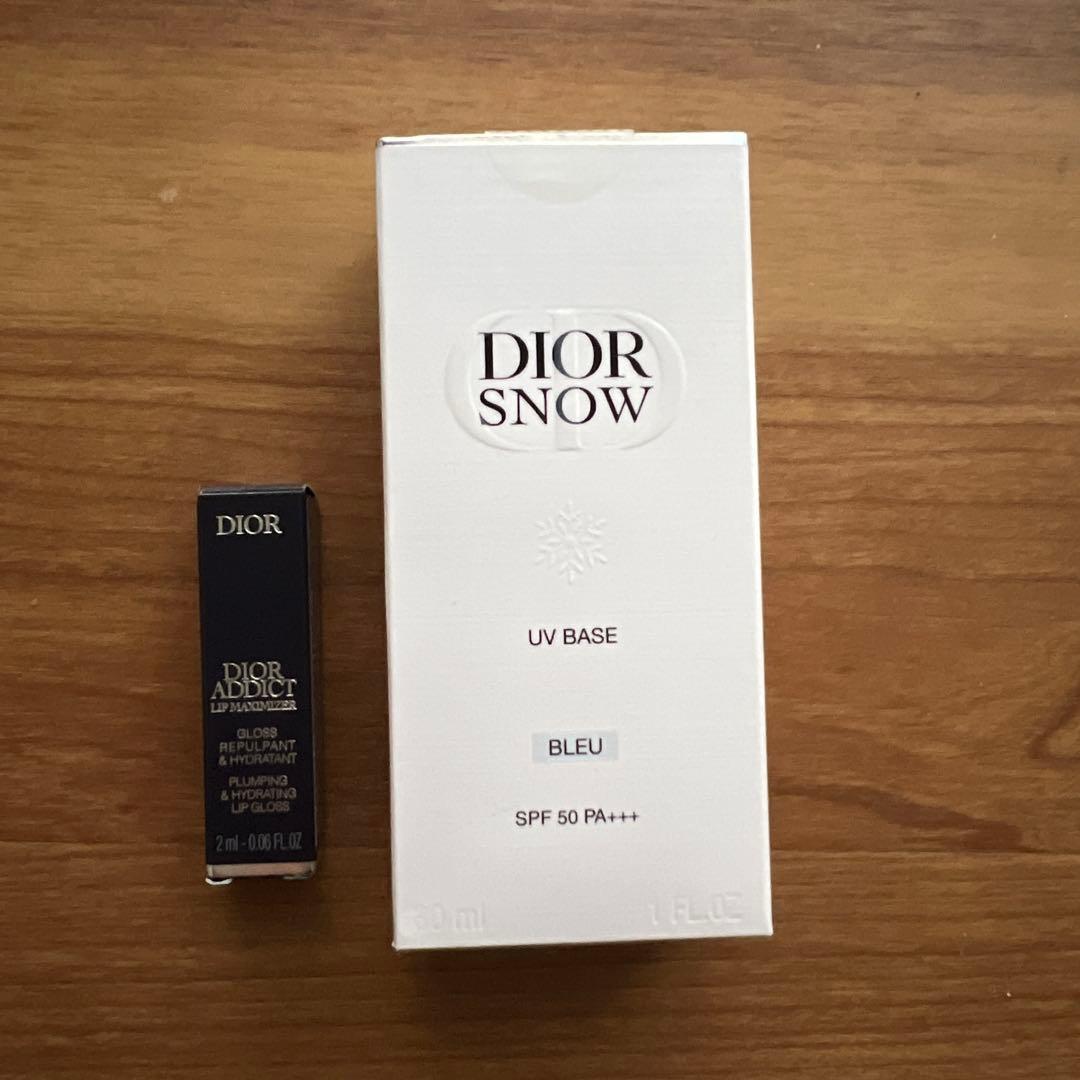 DIOR
DIOR
ADDICT
LIP MAXIMIZER
GLOSS
REPULPANT
& HYDRATANT
PLUMPING
& HYDRATING
LIP GLOSS
2 ml - 0.06 FL.OZ
DIOR
SNOW
UV BASE
BLEU
SPF 50 PA+++
30 ml 1 FL.OZ